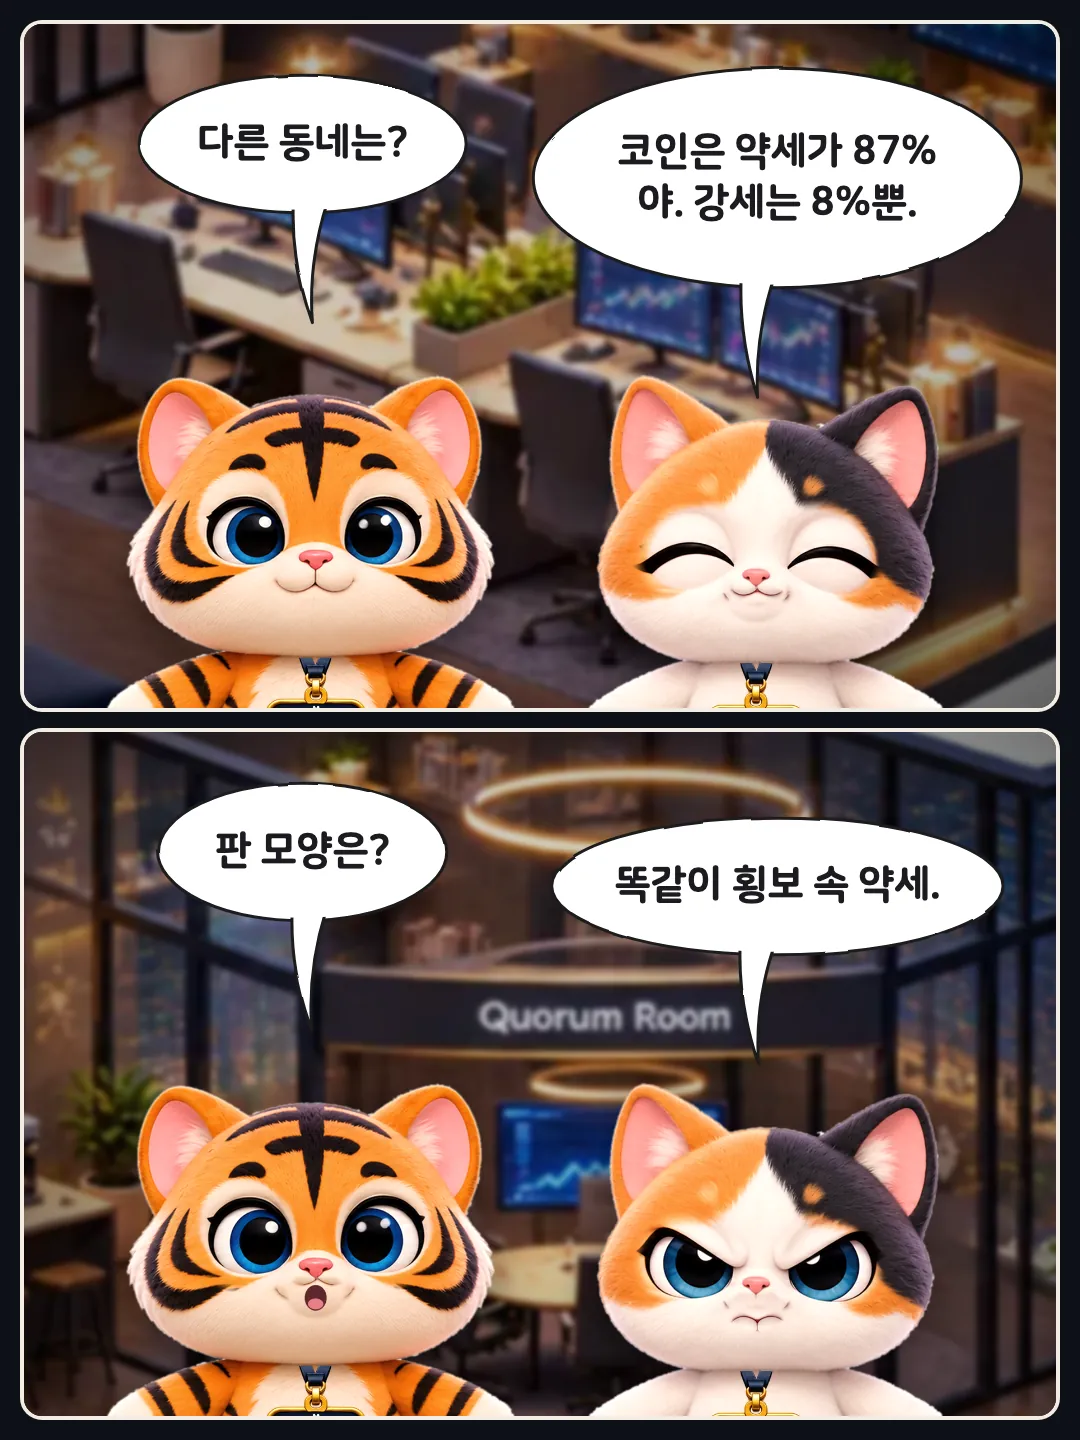 다른 동네는?
코인은 약세가 87%
야. 강세는 8%뿐.
판 모양은?
똑같이 횡보 속 약세.
Quorum Room